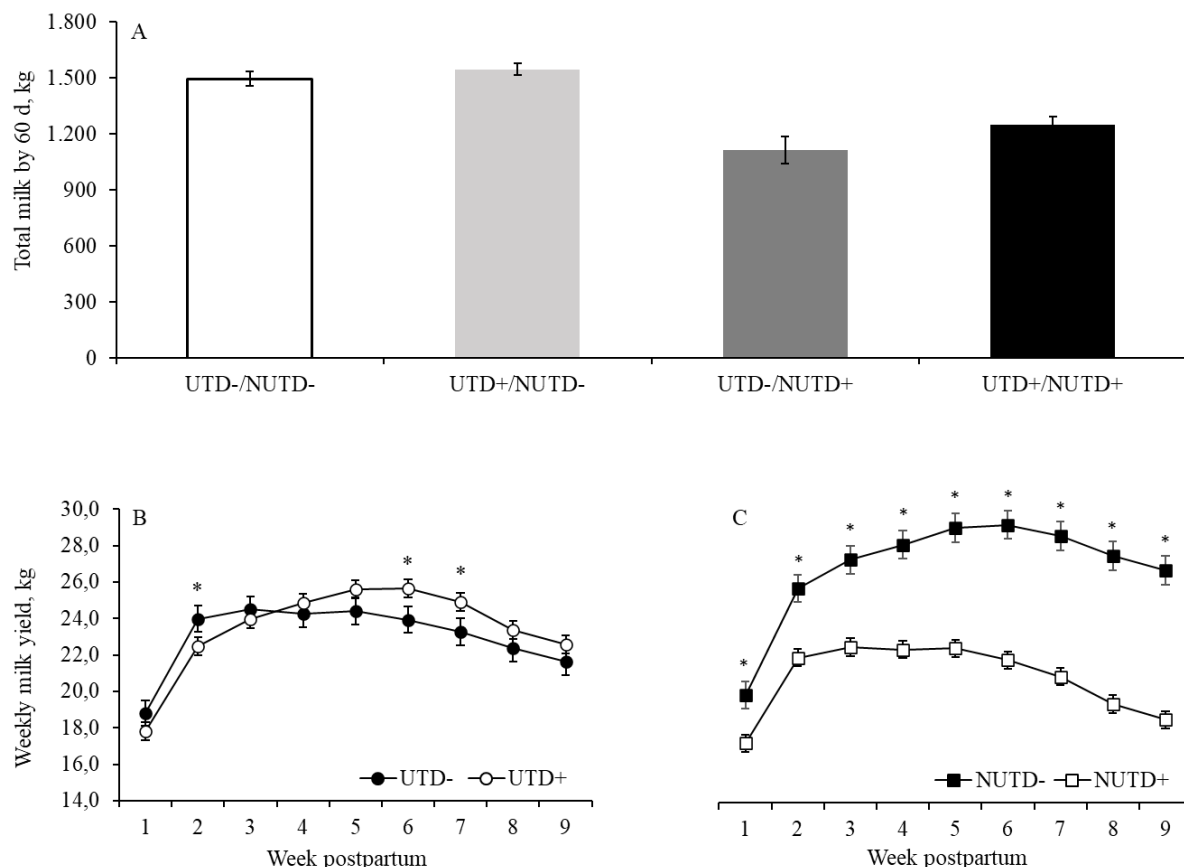 A
Total milk by 60 d, kg
1.800
1.500
1.200
900
600
300
0
UTD-/NUTD- UTD+/NUTD- UTD-/NUTD+ UTD+/NUTD+
B
Weekly milk yield, kg
30,0
28,0
26,0
24,0
22,0
20,0
18,0
16,0
14,0
* * *
UTD- UTD+
1 2 3 4 5 6 7 8 9
Week postpartum
C
* * * * * * * * *
NUTD- NUTD+
1 2 3 4 5 6 7 8 9
Week postpartum